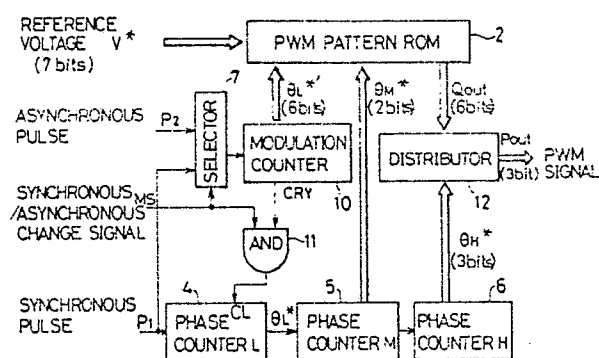 REFERENCE
VOLTAGE V*
(7 bits)
PWM PATTERN ROM
2
7
θL*'
(6bits)
θM*
(2bits)
Qout
(6bits)
ASYNCHRONOUS
PULSE
P2
SELECTOR
MODULATION
COUNTER
10
DISTRIBUTOR
12
Pout
(3bit)
PWM
SIGNAL
CRY
SYNCHRONOUS
/ASYNCHRONOUS
CHANGE SIGNAL
MS
AND
11
θH*
(3bits)
SYNCHRONOUS
PULSE
P1
4
CL
PHASE
COUNTER L
θL*
5
PHASE
COUNTER M
6
PHASE
COUNTER H